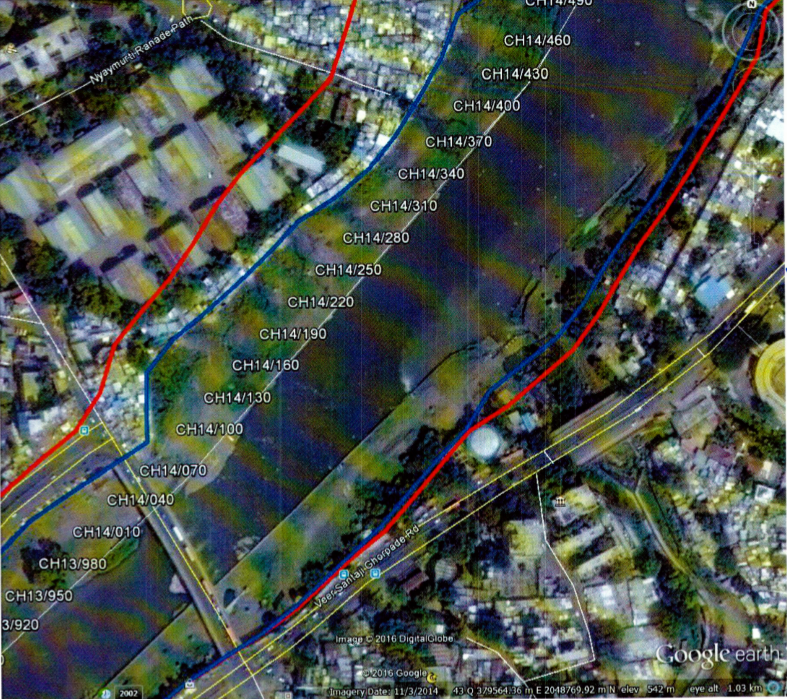 CH14/490
CH14/460
Nyaymurti Ranade Path
CH14/430
CH14/400
CH14/370
CH14/340
CH14/310
CH14/280
CH14/250
CH14/220
CH14/190
CH14/160
CH14/130
CH14/100
CH14/070
CH14/040
CH14/010
CH13/980
CH13/950
3/920
Veer Santaji Ghorpade Rd
N
Image © 2016 DigitalGlobe
© 2016 Google
Google earth
2002
Imagery Date: 11/3/2014 43 Q 379564.36 m E 2048769.92 m N elev 542 m eye alt 1.03 km